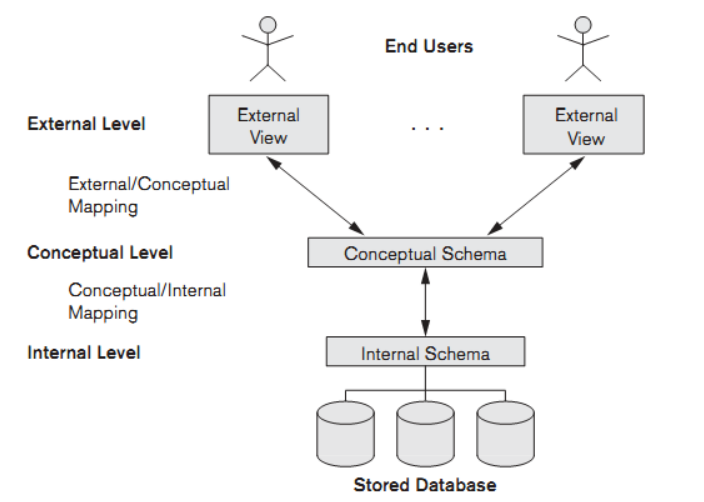 End Users
External
View
. . .
External
View
External Level
External/Conceptual
Mapping
Conceptual Level
Conceptual Schema
Conceptual/Internal
Mapping
Internal Level
Internal Schema
Stored Database